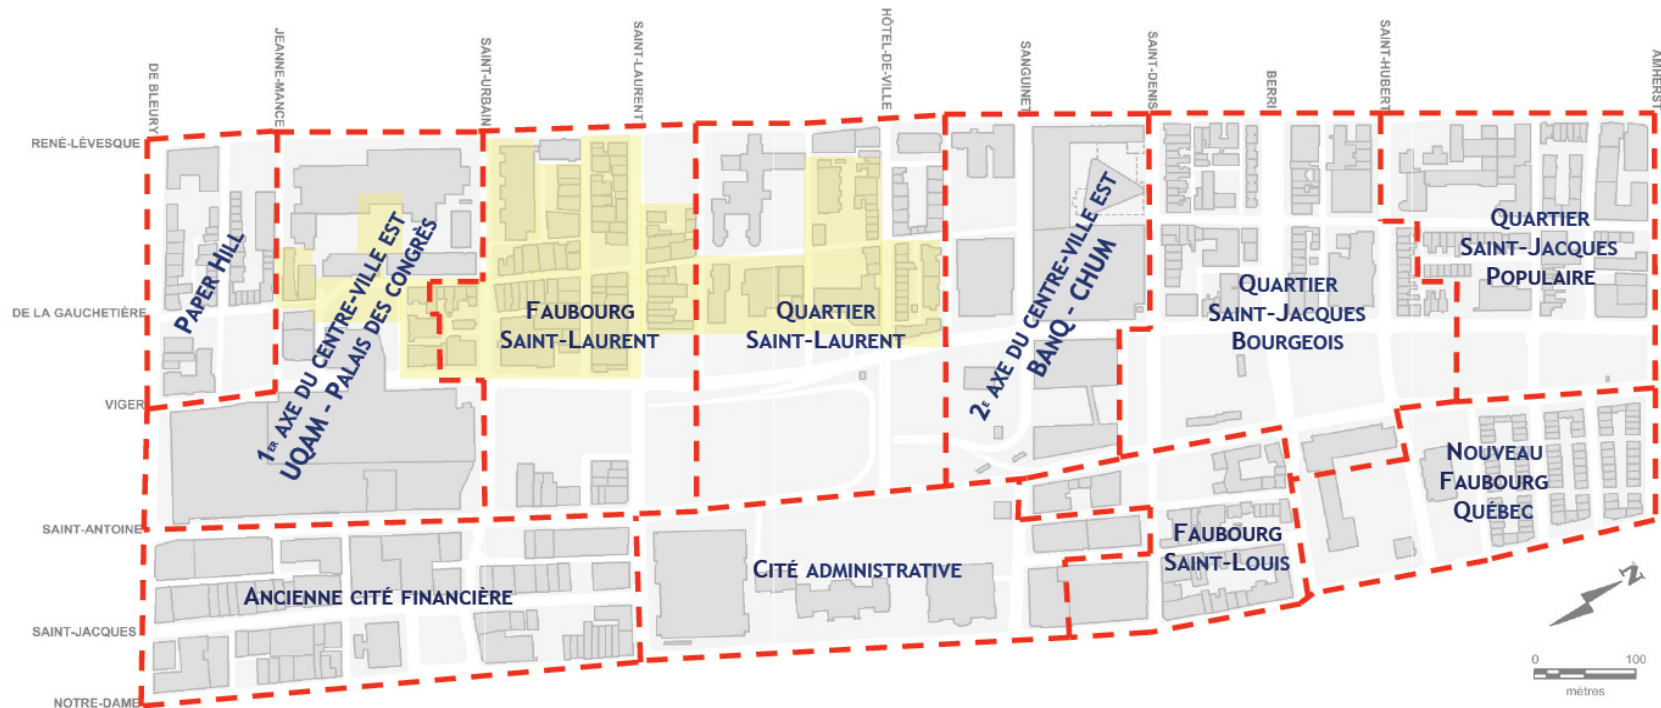 DE BLEURY
JEANNE-MANCE
SAINT-URBAIN
SAINT-LAURENT
HÔTEL-DE-VILLE
SANGUINET
SAINT-DENIS
BERRI
SAINT-HUBERT
AMHERST
RENÉ-LÉVESQUE
DE LA GAUCHETIÈRE
VIGER
SAINT-ANTOINE
SAINT-JACQUES
NOTRE-DAME
PAPER HILL
1ER AXE DU CENTRE-VILLE EST
UQAM - PALAIS DES CONGRÈS
FAUBOURG
SAINT-LAURENT
QUARTIER
SAINT-LAURENT
2E AXE DU CENTRE-VILLE EST
BANQ - CHUM
QUARTIER
SAINT-JACQUES
BOURGEOIS
QUARTIER
SAINT-JACQUES
POPULAIRE
NOUVEAU
FAUBOURG
QUÉBEC
FAUBOURG
SAINT-LOUIS
CITÉ ADMINISTRATIVE
ANCIENNE CITÉ FINANCIÈRE
N
0 100
mètres